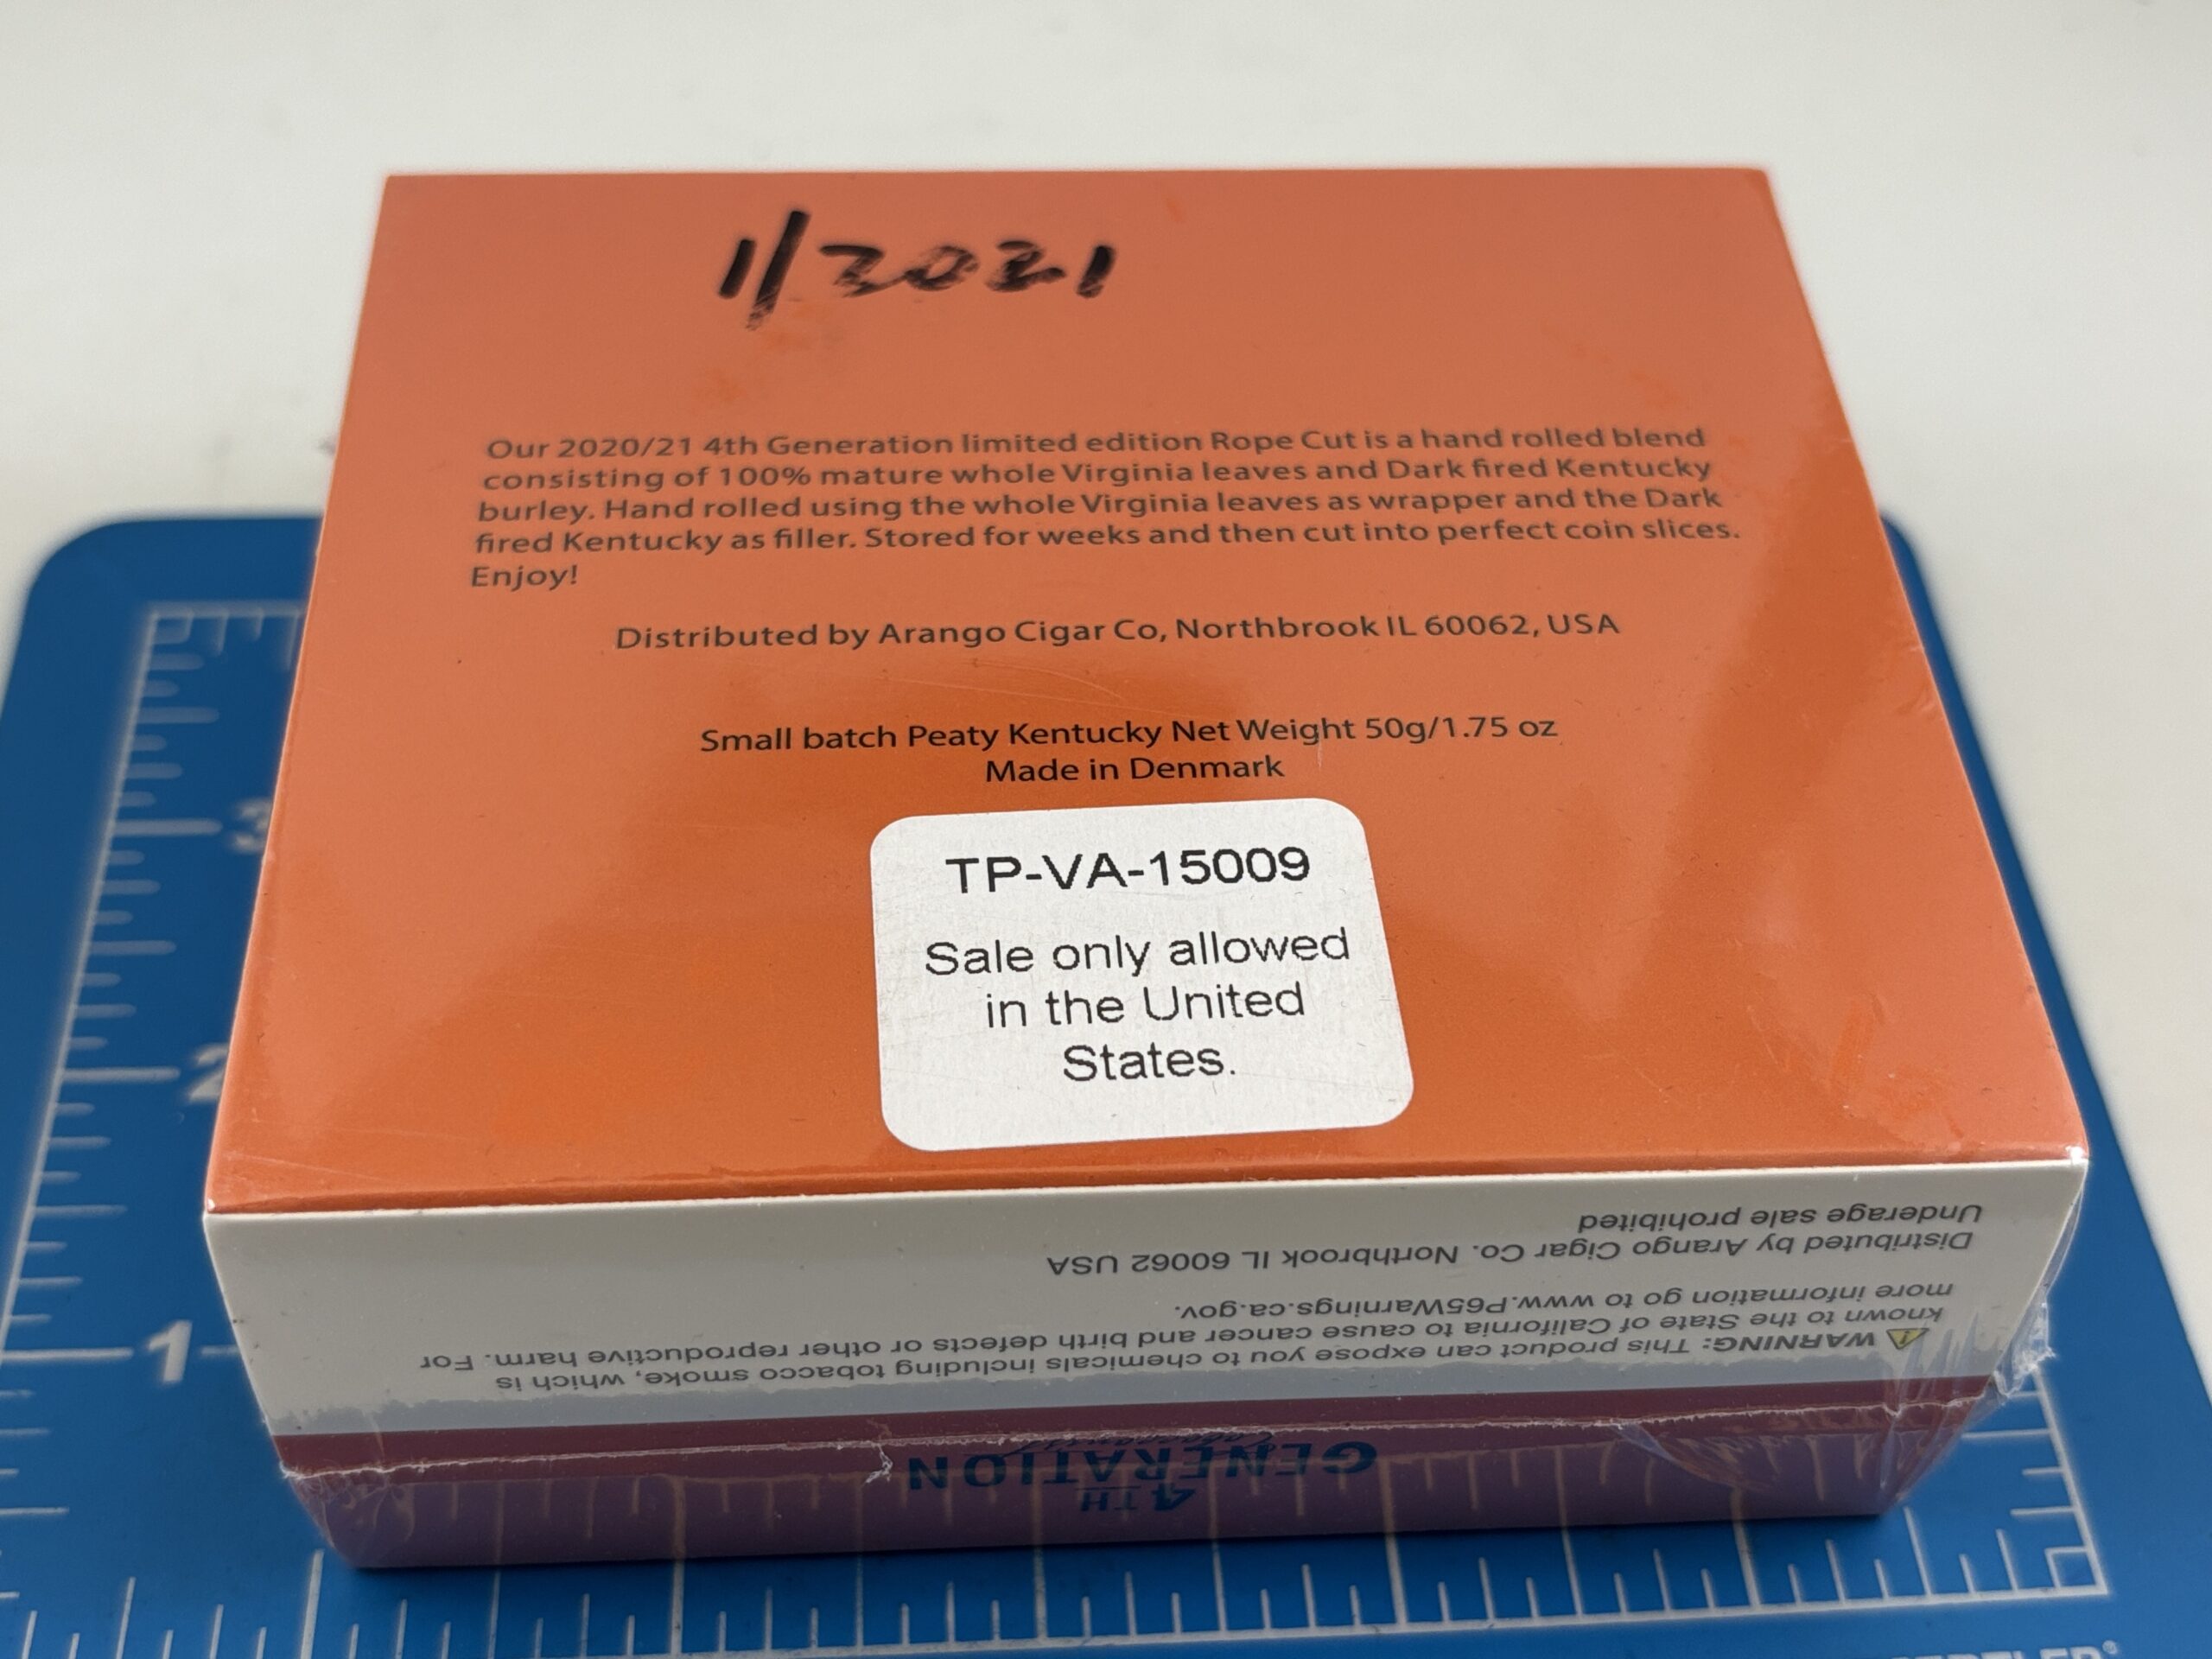 1/2021
Our 2020/21 4th Generation limited edition Rope Cut is a hand rolled blend
consisting of 100% mature whole Virginia leaves and Dark fired Kentucky
burley. Hand rolled using the whole Virginia leaves as wrapper and the Dark
fired Kentucky as filler. Stored for weeks and then cut into perfect coin slices.
Enjoy!
Distributed by Arango Cigar Co, Northbrook IL 60062, USA
Small batch Peaty Kentucky Net Weight 50g/1.75 oz
Made in Denmark
TP-VA-15009
Sale only allowed
in the United
States.
4TH
GENERATION
WARNING: This product can expose you to chemicals including tobacco smoke, which is
known to the State of California to cause cancer and birth defects or other reproductive harm. For
more information go to www.P65Warnings.ca.gov.
Distributed by Arango Cigar Co. Northbrook IL 60062 USA
Underage sale prohibited
3
2
1